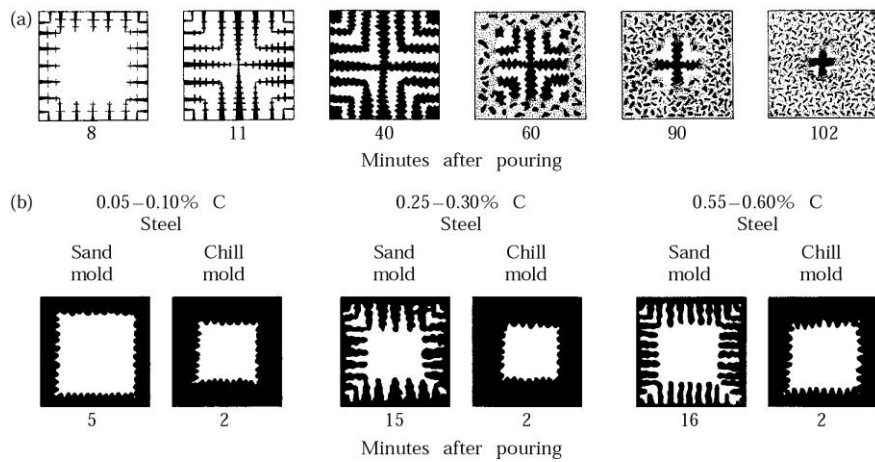 (a)
8 11 40 60 90 102
Minutes after pouring
(b) 0.05–0.10% C 0.25–0.30% C 0.55–0.60% C
Steel Steel Steel
Sand Chill Sand Chill Sand Chill
mold mold mold mold mold mold
5 2 15 2 16 2
Minutes after pouring